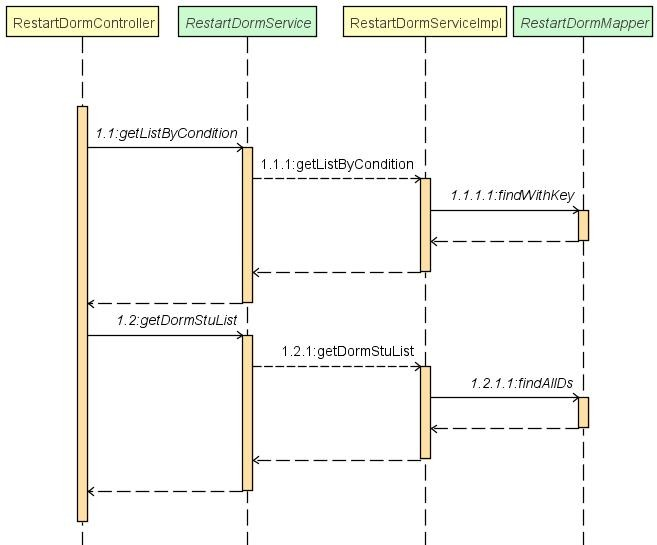 RestartDormController
RestartDormService
RestartDormServiceImpl
RestartDormMapper
1.1:getListByCondition
1.1.1:getListByCondition
1.1.1.1:findWithKey
1.2:getDormStuList
1.2.1:getDormStuList
1.2.1.1:findAllDs